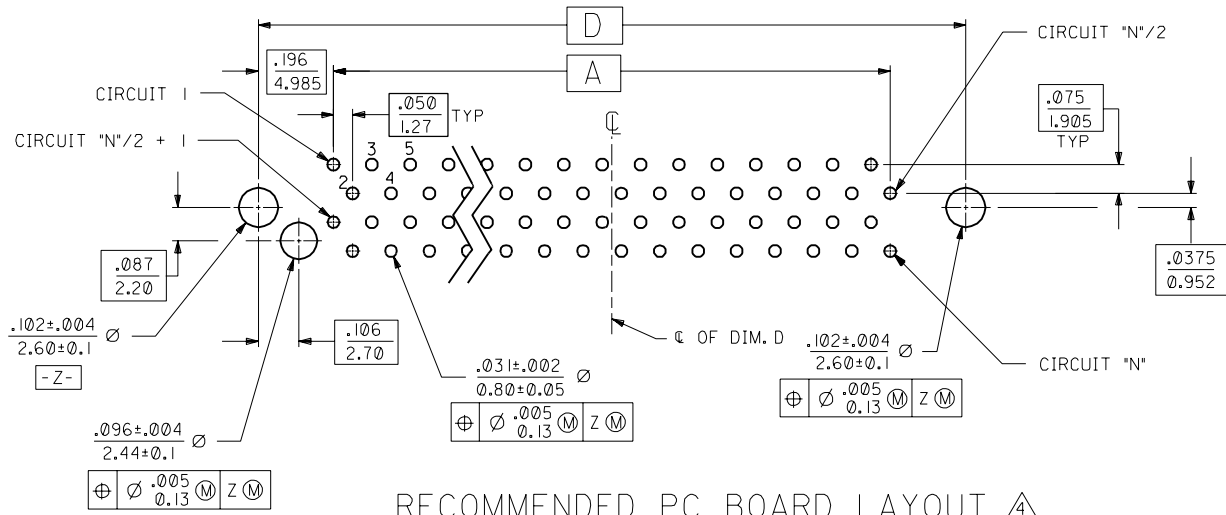 D
CIRCUIT "N"/2
.196
4.985
A
CIRCUIT 1
.050
1.27
TYP
℄
.075
1.905
TYP
CIRCUIT "N"/2 + 1
3
5
2
4
.087
2.20
.0375
0.952
.102±.004
2.60±0.1
Ø
-Z-
.106
2.70
℄ OF DIM.D
.102±.004
2.60±0.1
Ø
CIRCUIT "N"
.031±.002
0.80±0.05
Ø
⌖ Ø .005
0.13 Ⓜ Z Ⓜ
⌖ Ø .005
0.13 Ⓜ Z Ⓜ
.096±.004
2.44±0.1
Ø
⌖ Ø .005
0.13 Ⓜ Z Ⓜ
RECOMMENDED PC BOARD LAYOUT 4